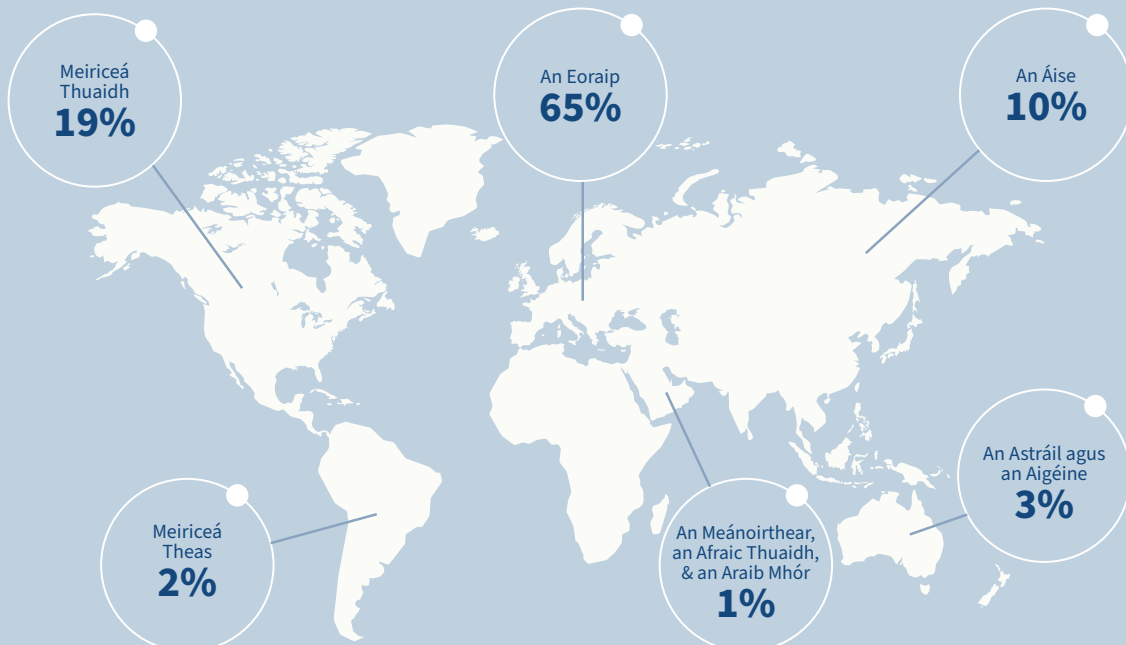 Meiriceá
Thuaidh
19%
An Eoraip
65%
An Áise
10%
An Astráil agus
an Aigéine
3%
Meiriceá
Theas
2%
An Meánoirthear,
an Afraic Thuaidh,
& an Araib Mhór
1%